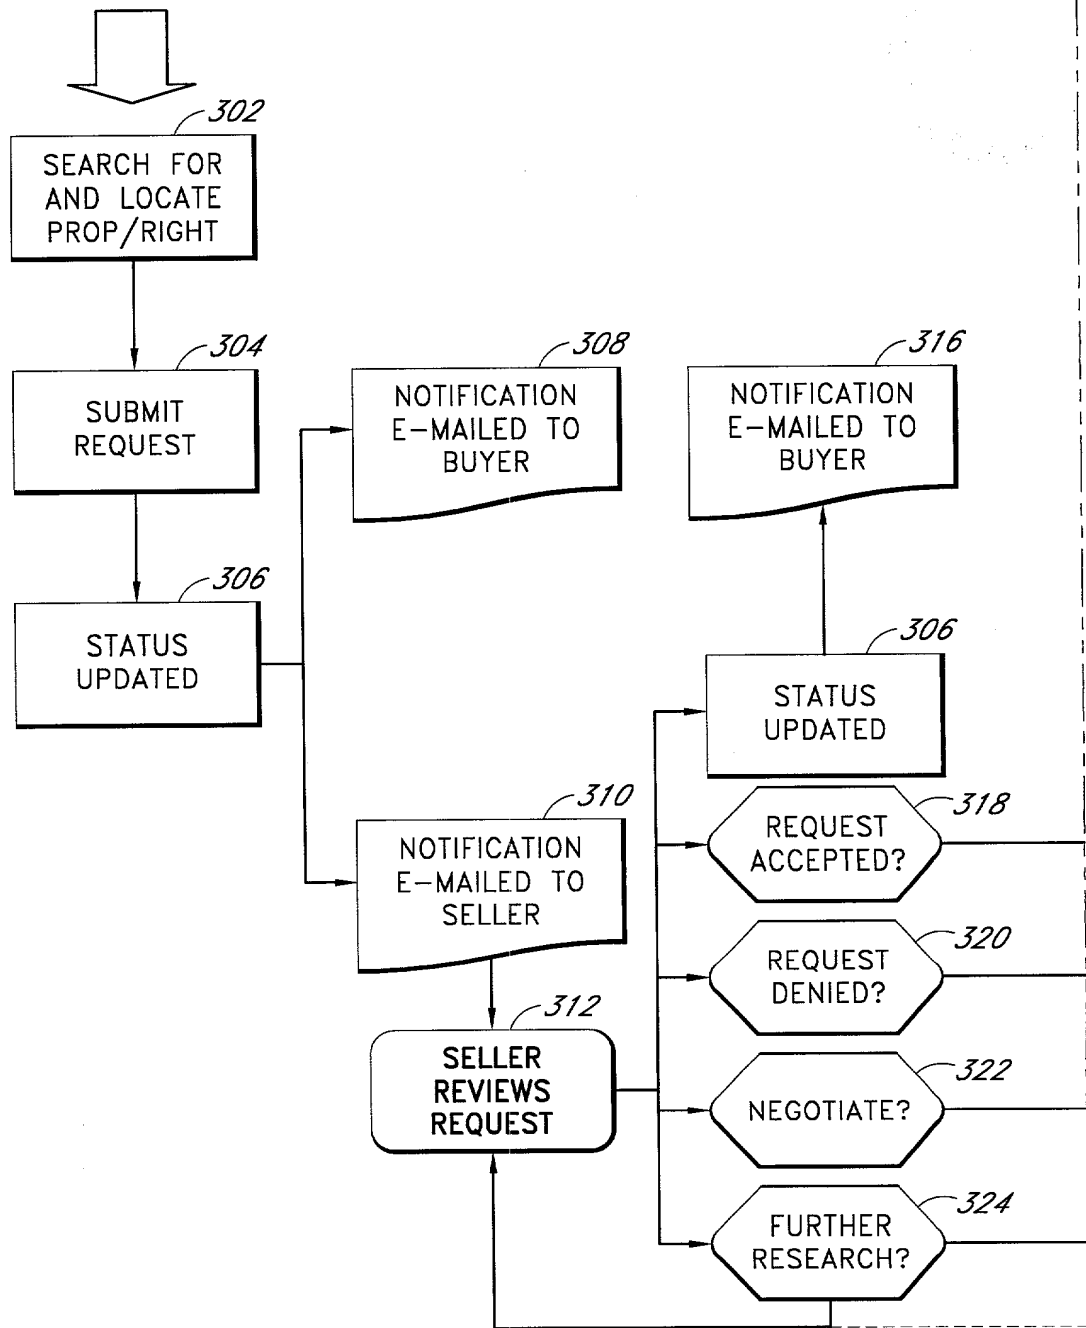 302
SEARCH FOR
AND LOCATE
PROP/RIGHT
304
SUBMIT
REQUEST
306
STATUS
UPDATED
308
NOTIFICATION
E-MAILED TO
BUYER
310
NOTIFICATION
E-MAILED TO
SELLER
312
SELLER
REVIEWS
REQUEST
316
NOTIFICATION
E-MAILED TO
BUYER
306
STATUS
UPDATED
318
REQUEST
ACCEPTED?
320
REQUEST
DENIED?
322
NEGOTIATE?
324
FURTHER
RESEARCH?